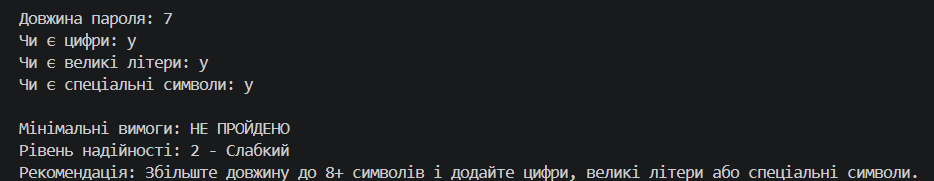 Довжина пароля: 7
Чи є цифри: y
Чи є великі літери: y
Чи є спеціальні символи: y
Мінімальні вимоги: НЕ ПРОЙДЕНО
Рівень надійності: 2 - Слабкий
Рекомендація: Збільште довжину до 8+ символів і додайте цифри, великі літери або спеціальні символи.